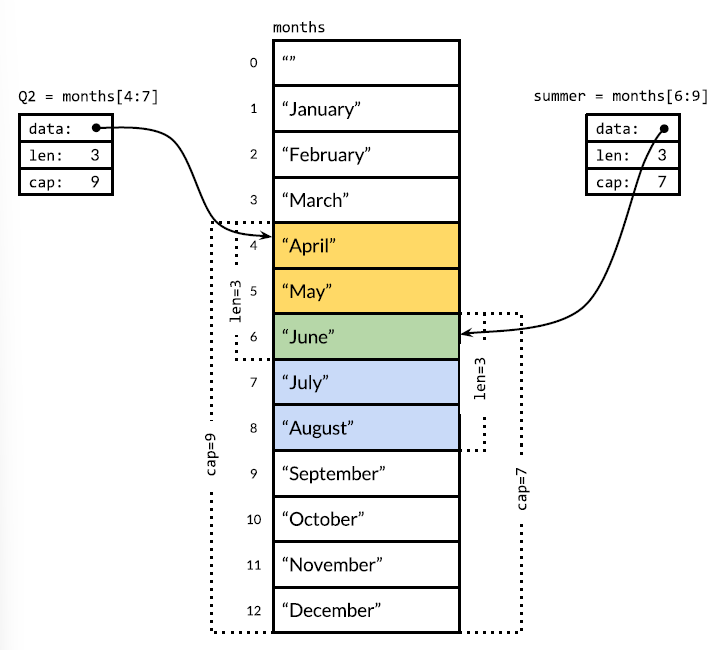 months
0 “”
Q2 = months[4:7]
summer = months[6:9]
1 “January”
data:
data:
2 “February”
len: 3
len: 3
cap: 9
cap: 7
3 “March”
4 “April”
5 “May”
len=3
6 “June”
7 “July”
len=3
8 “August”
cap=9
9 “September”
cap=7
10 “October”
11 “November”
12 “December”